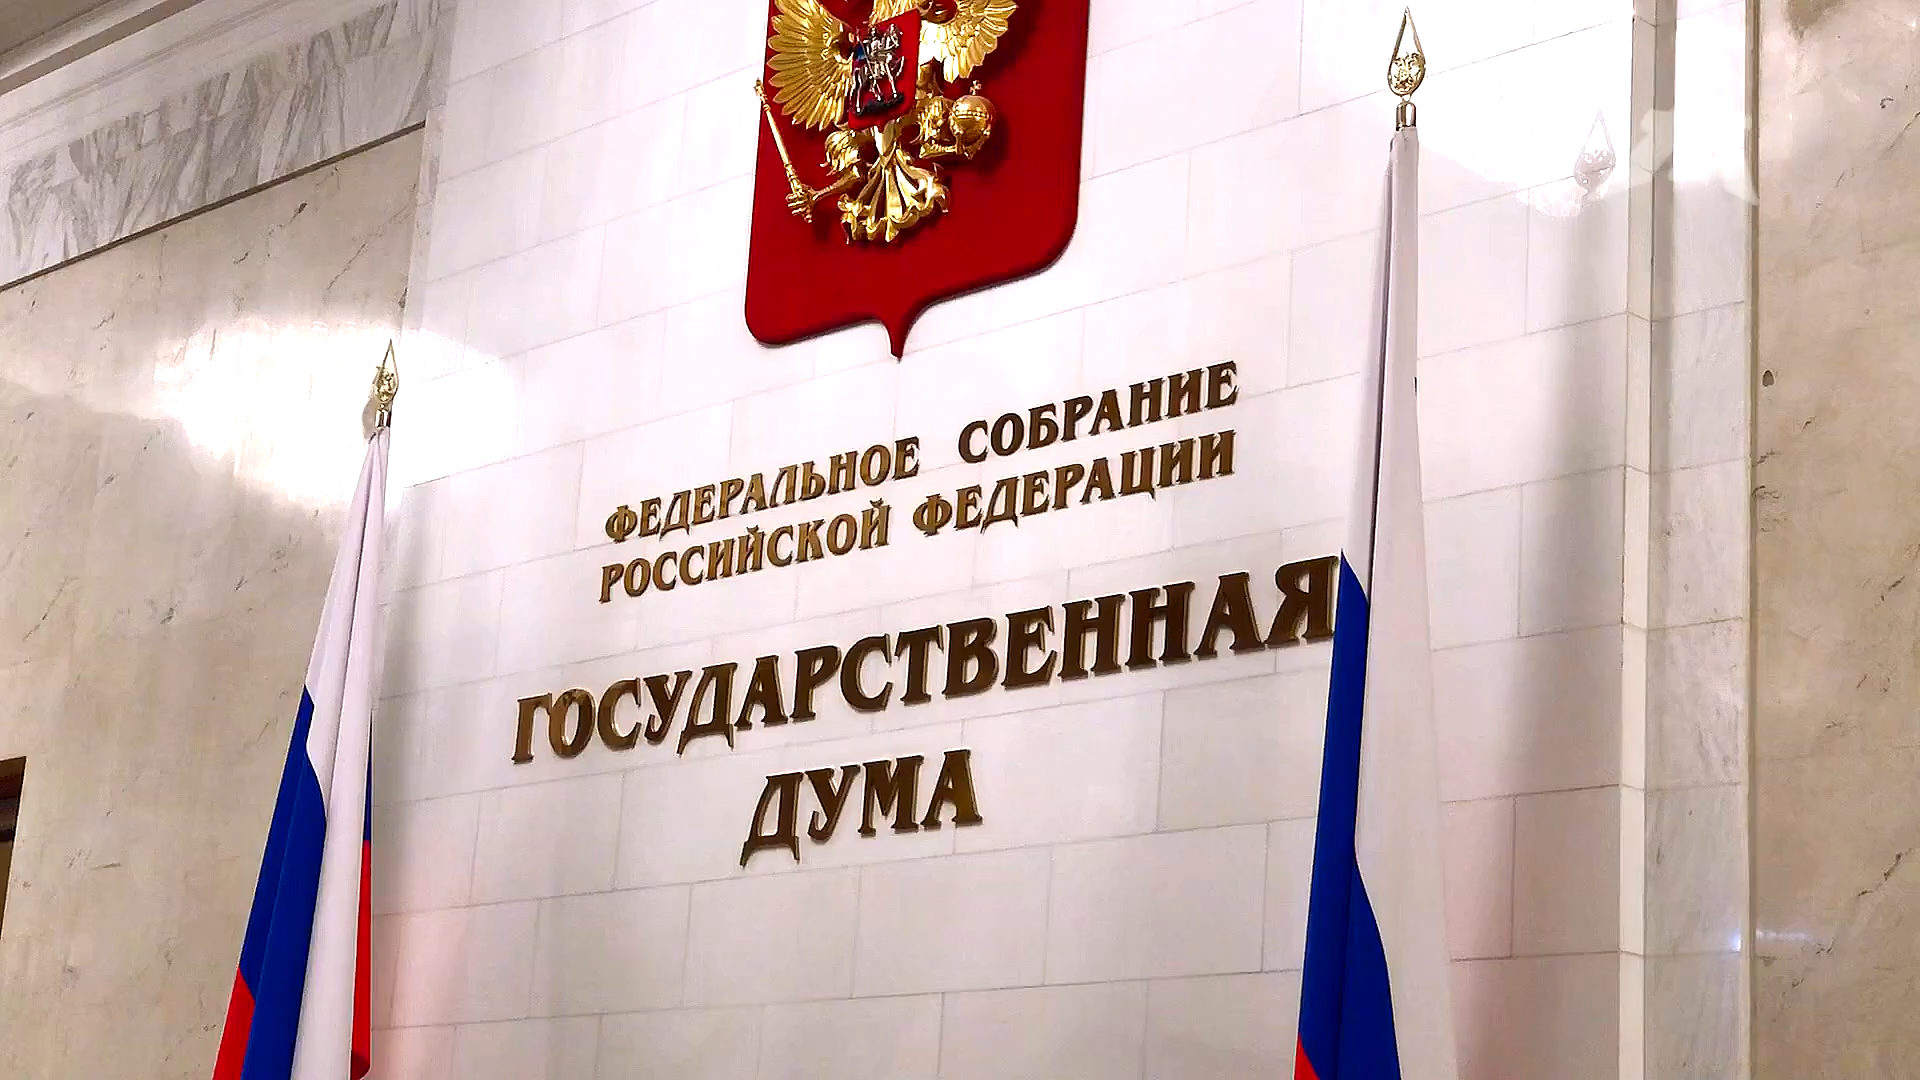 ФЕДЕРАЛЬНОЕ СОБРАНИЕ
РОССИЙСКОЙ ФЕДЕРАЦИИ
ГОСУДАРСТВЕННАЯ
ДУМА